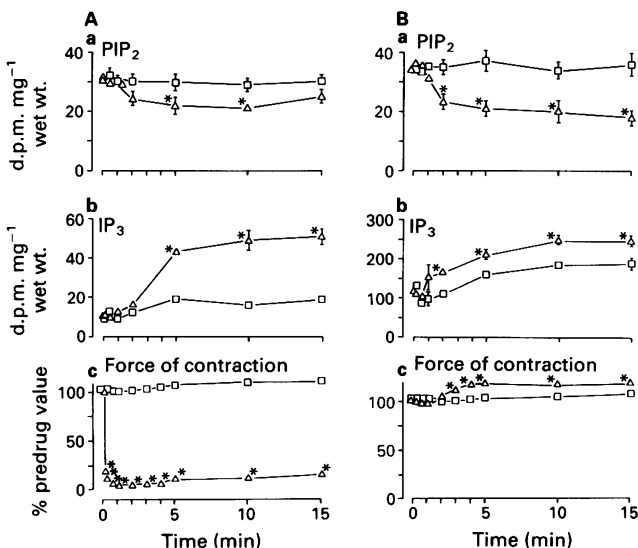 A
a
PIP2
40
20
0
d.p.m. mg−1
wet wt.
b
IP3
60
40
20
0
d.p.m. mg−1
wet wt.
c
Force of contraction
100
50
0
% predrug value
0 5 10 15
Time (min)
B
a
PIP2
40
20
0
b
IP3
300
200
100
0
c
Force of contraction
100
50
0
0 5 10 15
Time (min)